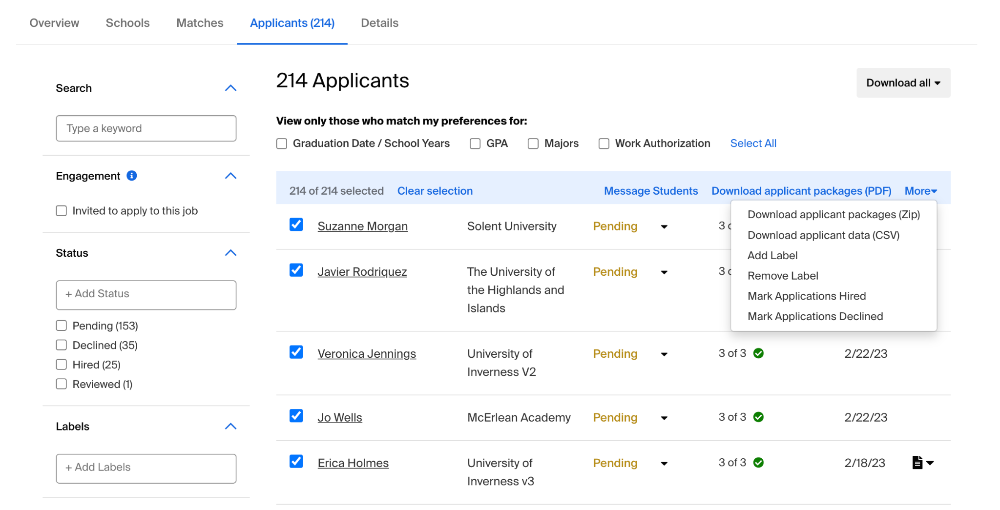 Overview Schools Matches Applicants (214) Details
Search
Type a keyword
Engagement
Invited to apply to this job
Status
+ Add Status
Pending (153)
Declined (35)
Hired (25)
Reviewed (1)
Labels
+ Add Labels
214 Applicants
Download all
View only those who match my preferences for:
Graduation Date / School Years GPA Majors Work Authorization Select All
214 of 214 selected Clear selection Message Students Download applicant packages (PDF) More
Download applicant packages (Zip)
Download applicant data (CSV)
Add Label
Remove Label
Mark Applications Hired
Mark Applications Declined
Suzanne Morgan Solent University Pending 3
Javier Rodriquez The University of Pending 3
the Highlands and
Islands
Veronica Jennings University of Pending 3 of 3 2/22/23
Inverness V2
Jo Wells McErlean Academy Pending 3 of 3 2/22/23
Erica Holmes University of Pending 3 of 3 2/18/23
Inverness v3